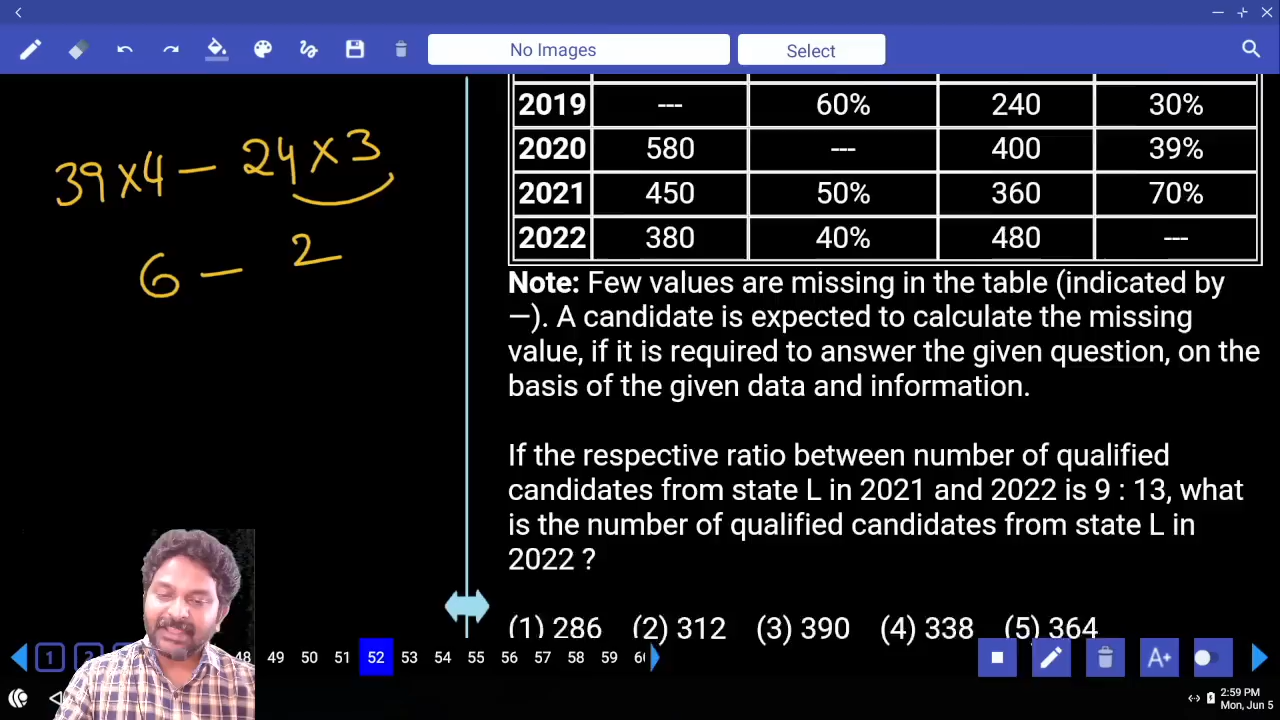 No Images
Select
39×4 – 24×3
6 – 2
2019 --- 60% 240 30%
2020 580 --- 400 39%
2021 450 50% 360 70%
2022 380 40% 480 ---
Note: Few values are missing in the table (indicated by
—). A candidate is expected to calculate the missing
value, if it is required to answer the given question, on the
basis of the given data and information.
If the respective ratio between number of qualified
candidates from state L in 2021 and 2022 is 9 : 13, what
is the number of qualified candidates from state L in
2022 ?
(1) 286 (2) 312 (3) 390 (4) 338 (5) 364
1 48 49 50 51 52 53 54 55 56 57 58 59
A+
2:59 PM
Mon, Jun 5